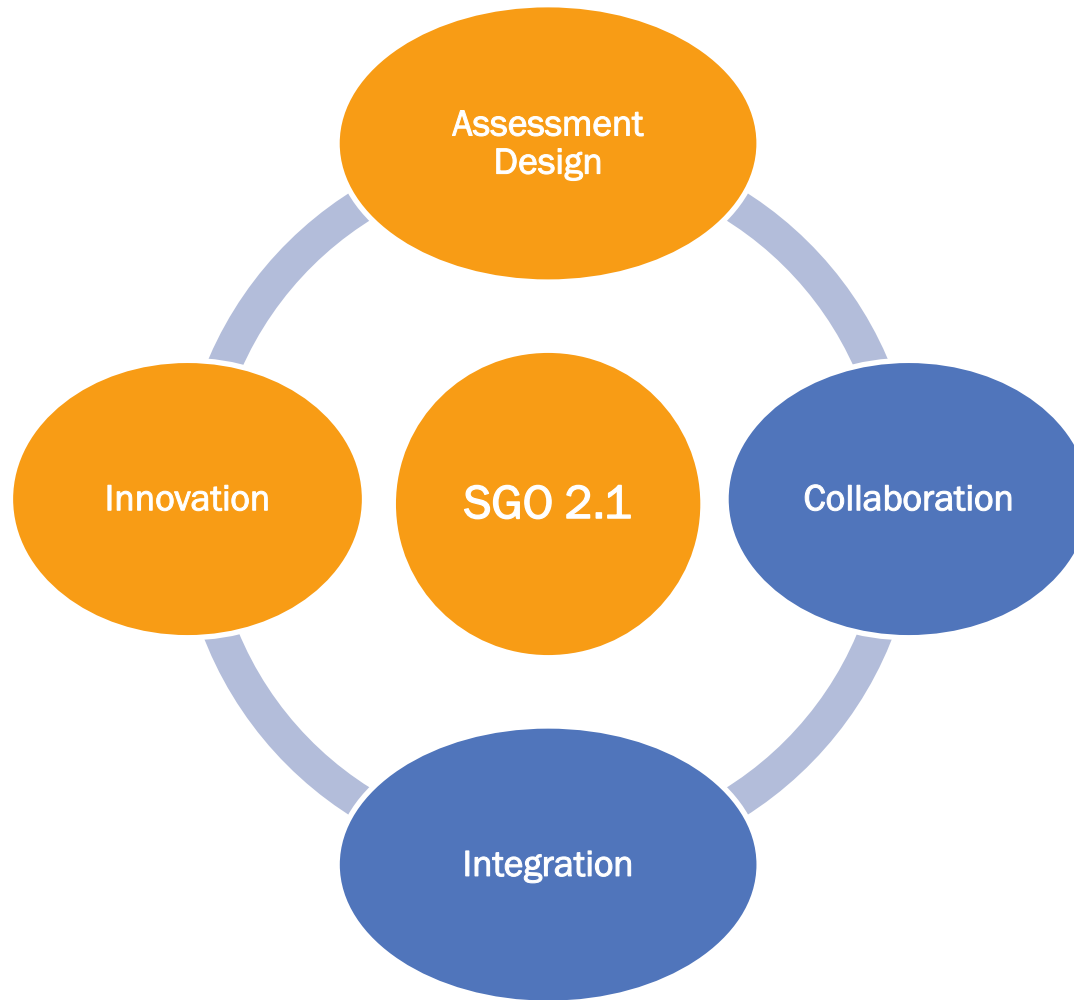 Assessment
Design
Innovation
SGO 2.1
Collaboration
Integration